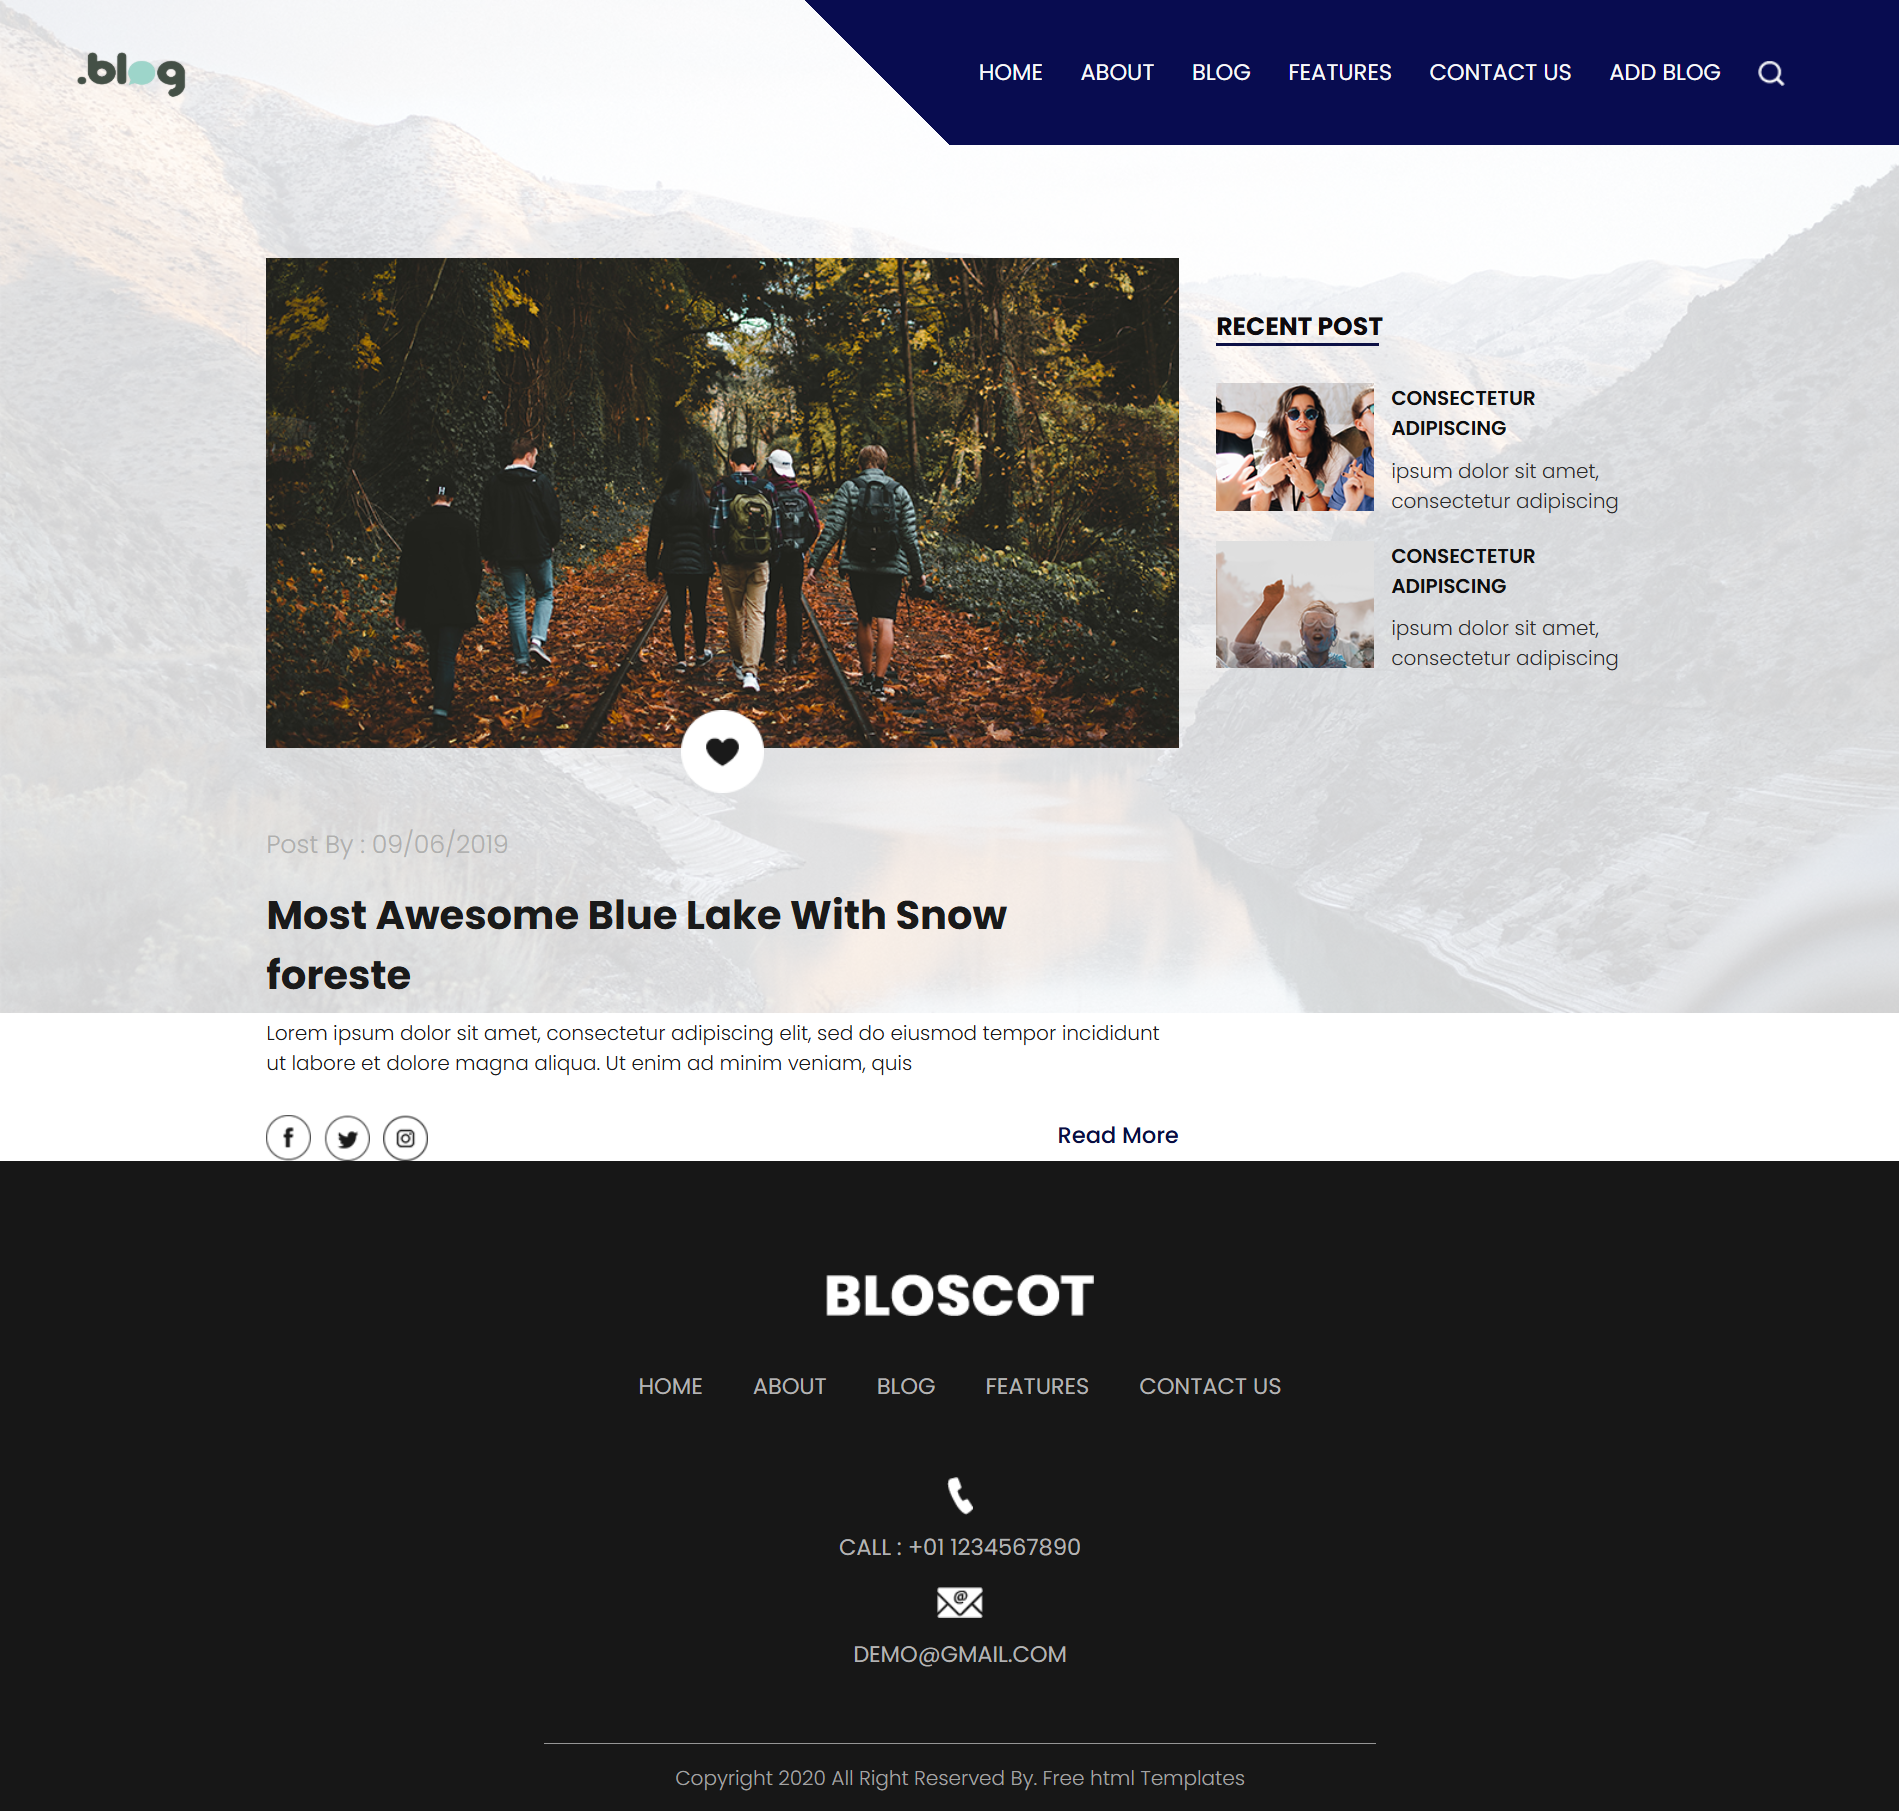 .blog
HOME ABOUT BLOG FEATURES CONTACT US ADD BLOG
RECENT POST
CONSECTETUR
ADIPISCING
ipsum dolor sit amet,
consectetur adipiscing
CONSECTETUR
ADIPISCING
ipsum dolor sit amet,
consectetur adipiscing
Post By : 09/06/2019
Most Awesome Blue Lake With Snow
foreste
Lorem ipsum dolor sit amet, consectetur adipiscing elit, sed do eiusmod tempor incididunt
ut labore et dolore magna aliqua. Ut enim ad minim veniam, quis
Read More
BLOSCOT
HOME ABOUT BLOG FEATURES CONTACT US
CALL : +01 1234567890
DEMO@GMAIL.COM
Copyright 2020 All Right Reserved By. Free html Templates